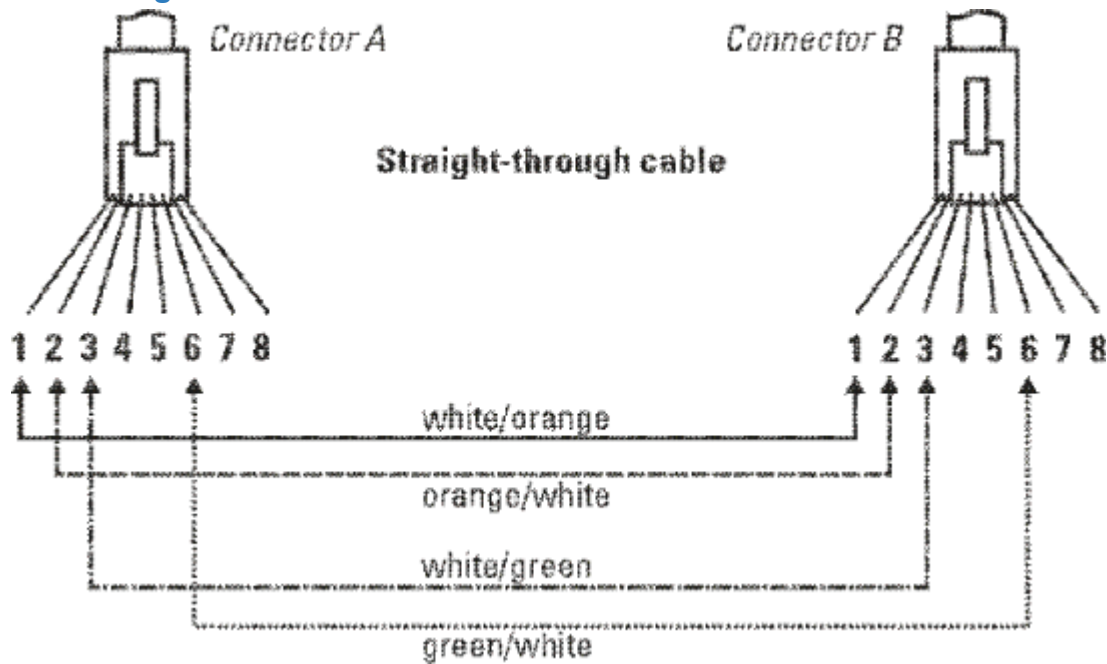 Connector A
Connector B
Straight-through cable
1 2 3 4 5 6 7 8
1 2 3 4 5 6 7 8
white/orange
orange/white
white/green
green/white